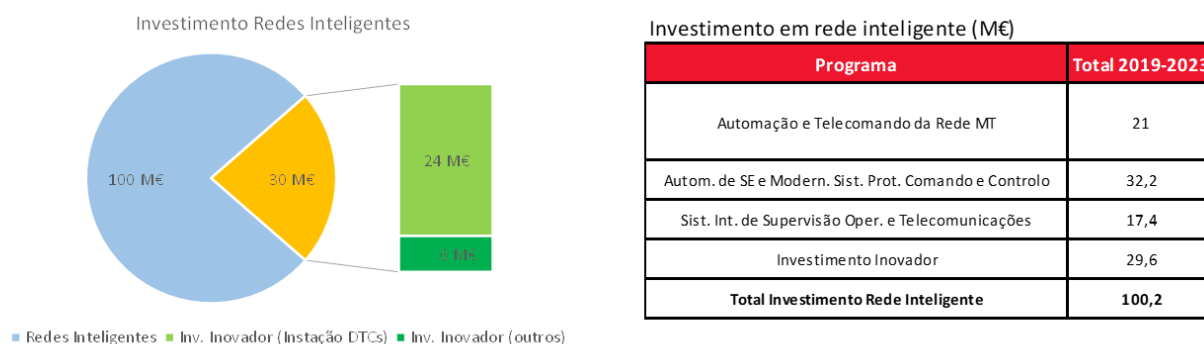 Investimento Redes Inteligentes
100 M€
30 M€
24 M€
6 M€
Redes Inteligentes Inv. Inovador (Instação DTCs) Inv. Inovador (outros)
Investimento em rede inteligente (M€)
Programa Total 2019-2023
Automação e Telecomando da Rede MT 21
Autom. de SE e Modern. Sist. Prot. Comando e Controlo 32,2
Sist. Int. de Supervisão Oper. e Telecomunicações 17,4
Investimento Inovador 29,6
Total Investimento Rede Inteligente 100,2